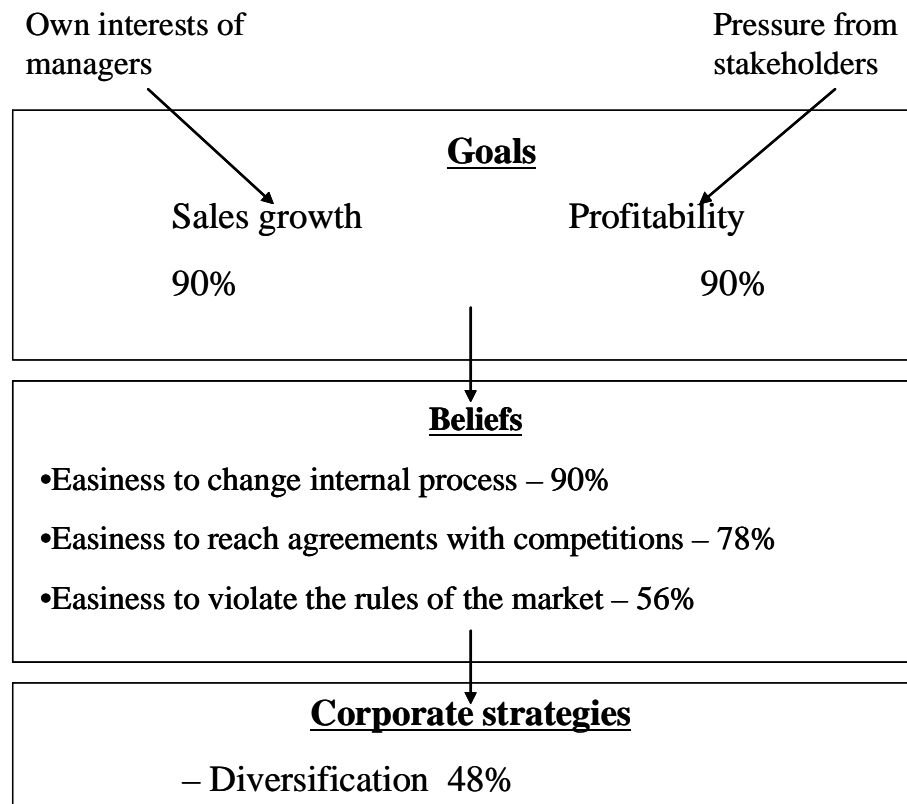 Own interests of
managers
Pressure from
stakeholders
Goals
Sales growth
Profitability
90%
90%
Beliefs
•Easiness to change internal process – 90%
•Easiness to reach agreements with competitions – 78%
•Easiness to violate the rules of the market – 56%
Corporate strategies
– Diversification 48%